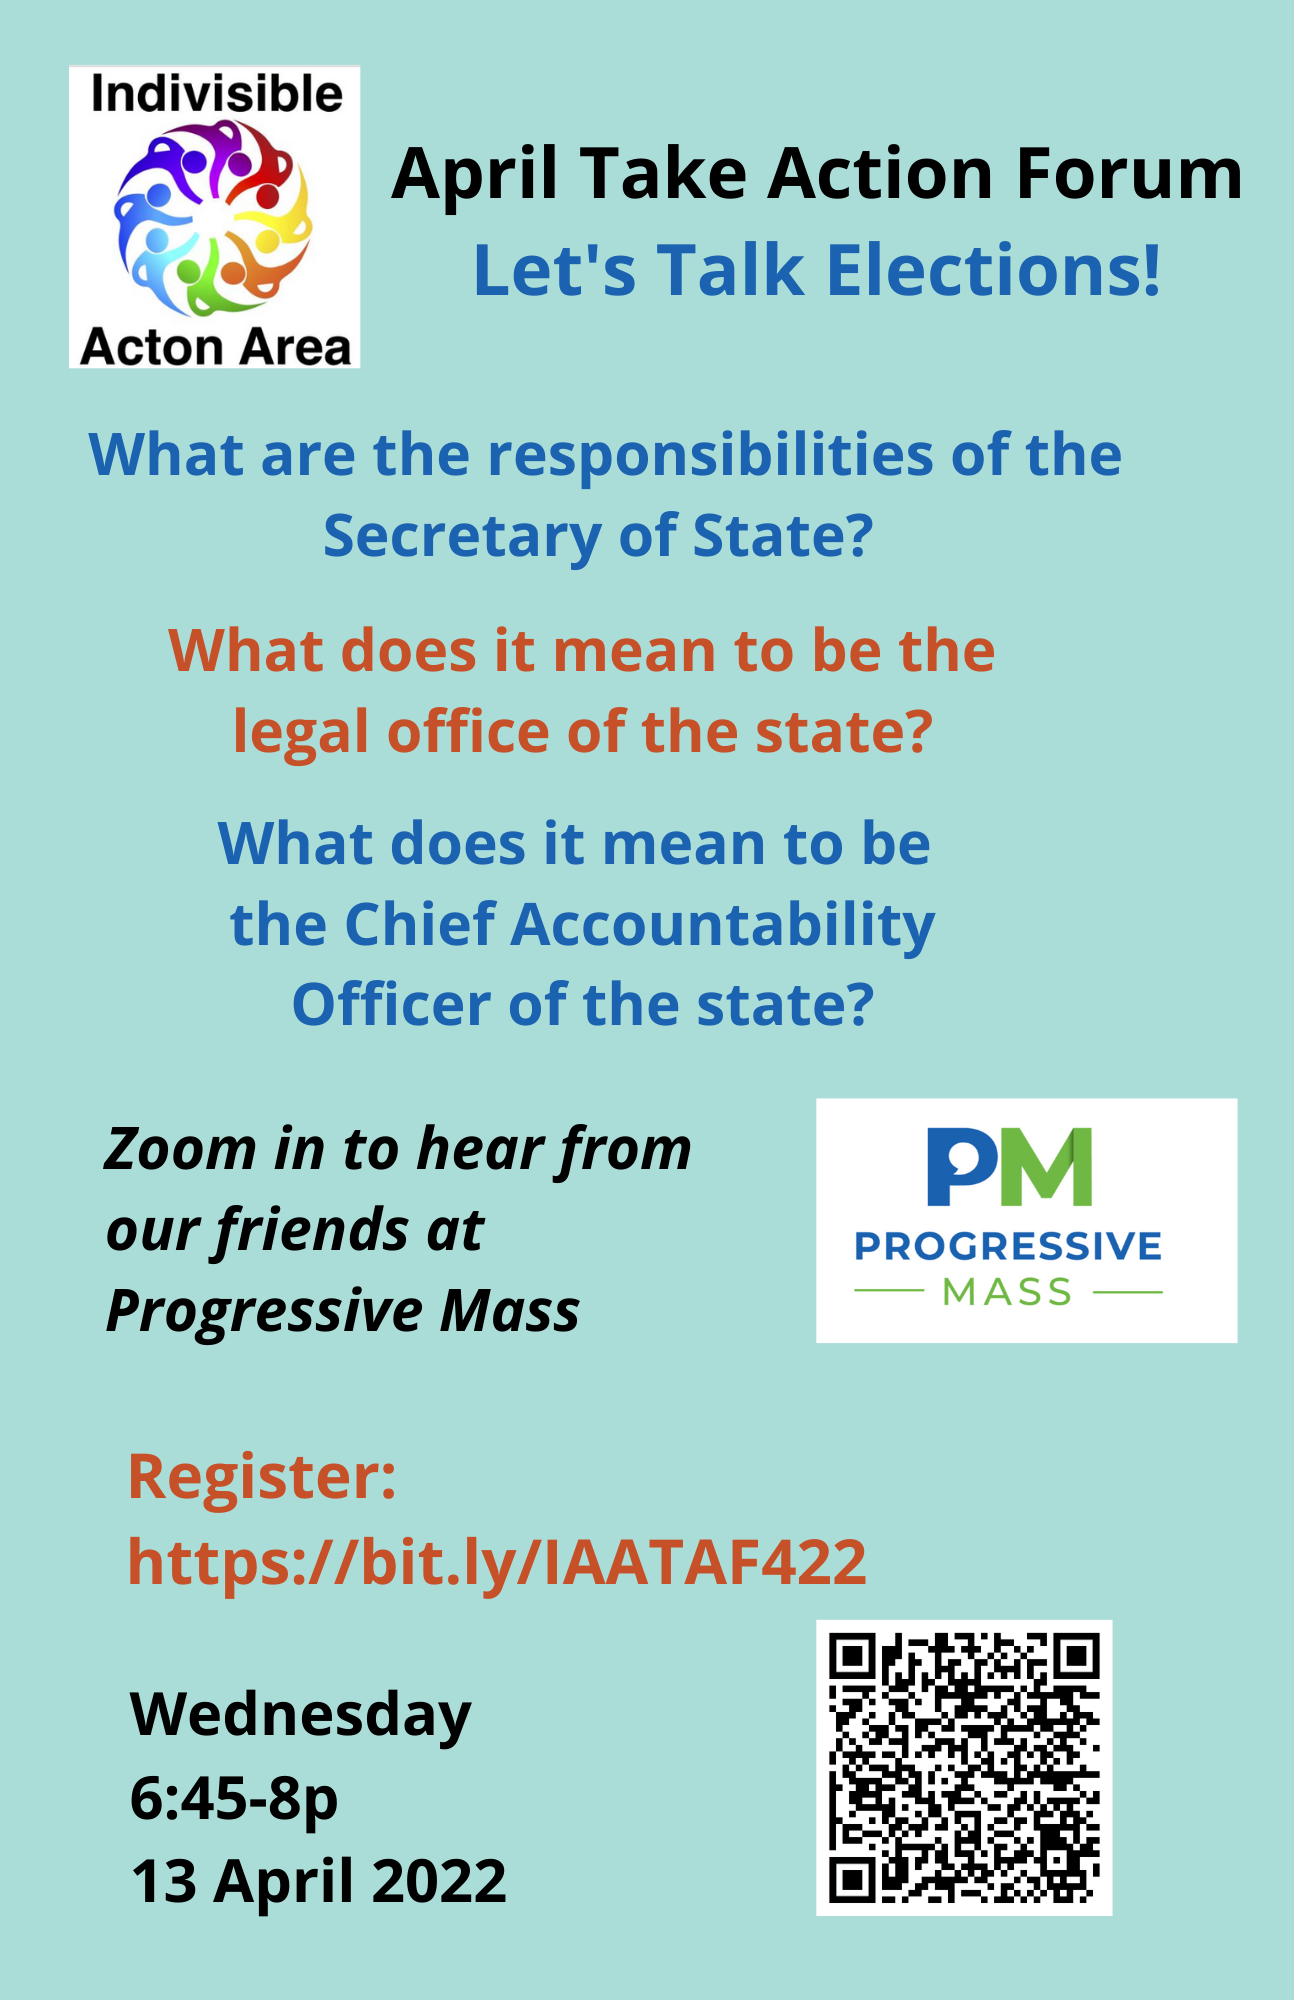 Indivisible
Acton Area
April Take Action Forum
Let's Talk Elections!
What are the responsibilities of the
Secretary of State?
What does it mean to be the
legal office of the state?
What does it mean to be
the Chief Accountability
Officer of the state?
Zoom in to hear from
our friends at
Progressive Mass
PM
PROGRESSIVE
MASS
Register:
https://bit.ly/IAATAF422
Wednesday
6:45-8p
13 April 2022